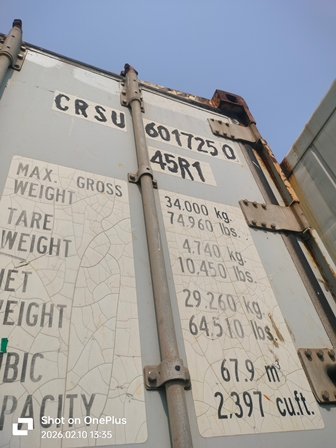 CRSU 601725 0
45R1
MAX. GROSS 34.000 kg.
WEIGHT 74.960 lbs.
TARE 4.740 kg.
WEIGHT 10.450 lbs.
NET 29.260 kg.
WEIGHT 64.510 lbs.
CUBIC 67.9 m³
CAPACITY 2.397 cu.ft.
Shot on OnePlus
2026.02.10 13:35